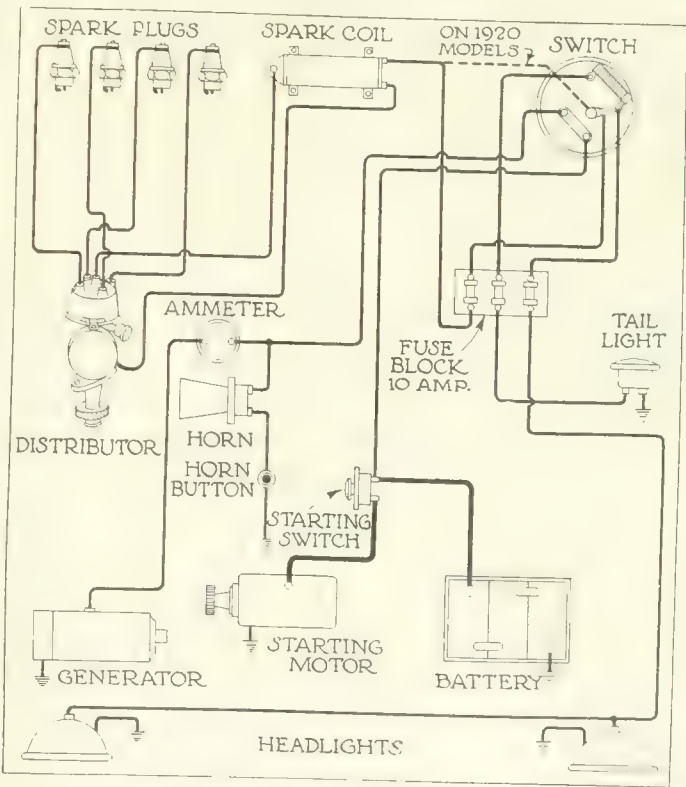 SPARK PLUGS
SPARK COIL
ON 1920
MODELS
SWITCH
AMMETER
FUSE
BLOCK
10 AMP.
TAIL
LIGHT
DISTRIBUTOR
HORN
HORN
BUTTON
STARTING
SWITCH
GENERATOR
STARTING
MOTOR
BATTERY
HEADLIGHTS